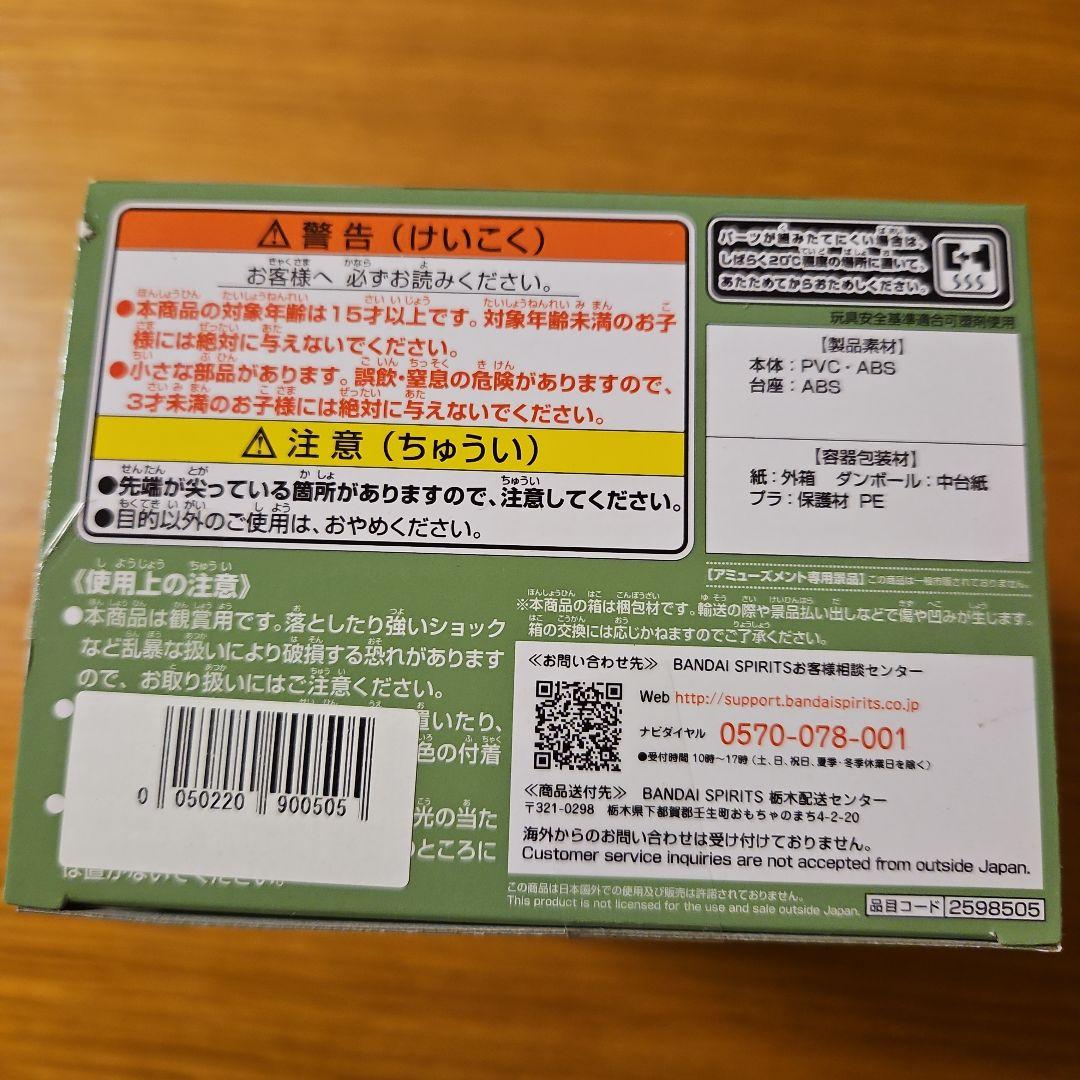 ⚠警告（けいこく）
お客様へ 必ずお読みください。
●本商品の対象年齢は15才以上です。対象年齢未満のお子
様には絶対に与えないでください。
●小さな部品があります。誤飲・窒息の危険がありますので、
3才未満のお子様には絶対に与えないでください。
⚠注意（ちゅうい）
●先端が尖っている箇所がありますので、注意してください。
●目的以外のご使用は、おやめください。
《使用上の注意》
●本商品は観賞用です。落としたり強いショック
など乱暴な扱いにより破損する恐れがあります
ので、お取り扱いにはご注意ください。
置いたり、
色の付着
光の当た
のところに
は置かないでください。
0 050220 900505
パーツが組みたてにくい場合は、
しばらく20℃程度の場所に置いて、
あたためてからおためしください。
玩具安全基準適合可塑剤使用
【製品素材】
本体：PVC・ABS
台座：ABS
【容器包装材】
紙：外箱 ダンボール：中台紙
プラ：保護材 PE
【アミューズメント専用景品】この商品は一般市販されておりません。
※本商品の箱は梱包材です。輸送の際や景品払い出しなどで傷や凹みが生じます。
箱の交換には応じかねますのでご了承ください。
≪お問い合わせ先≫ BANDAI SPIRITSお客様相談センター
Web http://support.bandaispirits.co.jp
ナビダイヤル 0570-078-001
●受付時間 10時～17時（土、日、祝日、夏季・冬季休業日を除く）
≪商品送付先≫ BANDAI SPIRITS 栃木配送センター
〒321-0298 栃木県下都賀郡壬生町おもちゃのまち4-2-20
海外からのお問い合わせは受け付けておりません。
Customer service inquiries are not accepted from outside Japan.
この商品は日本国外での使用及び販売は許諾されておりません。
This product is not licensed for the use and sale outside Japan.
品目コード 2598505